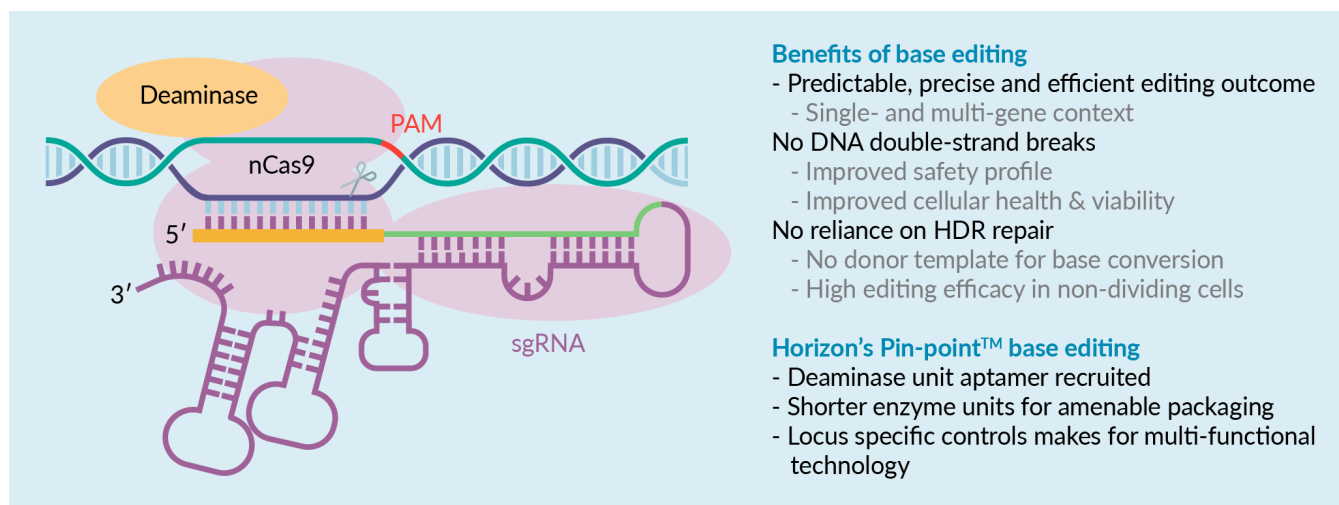 Deaminase
PAM
nCas9
5′
3′
sgRNA
Benefits of base editing
- Predictable, precise and efficient editing outcome
- Single- and multi-gene context
No DNA double-strand breaks
- Improved safety profile
- Improved cellular health & viability
No reliance on HDR repair
- No donor template for base conversion
- High editing efficacy in non-dividing cells
Horizon's Pin-point™ base editing
- Deaminase unit aptamer recruited
- Shorter enzyme units for amenable packaging
- Locus specific controls makes for multi-functional
technology